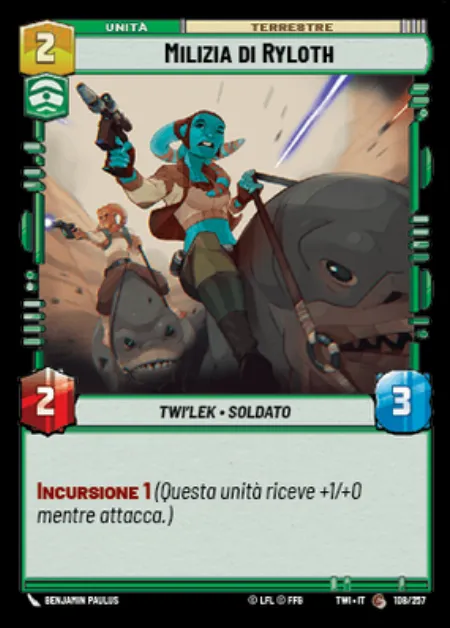 UNITÀ
TERRESTRE
2
MILIZIA DI RYLOTH
2
TWI'LEK • SOLDATO
3
INCURSIONE 1 (Questa unità riceve +1/+0
mentre attacca.)
BENJAMIN PAULUS
© LFL © FFG
TWI • IT
108/257